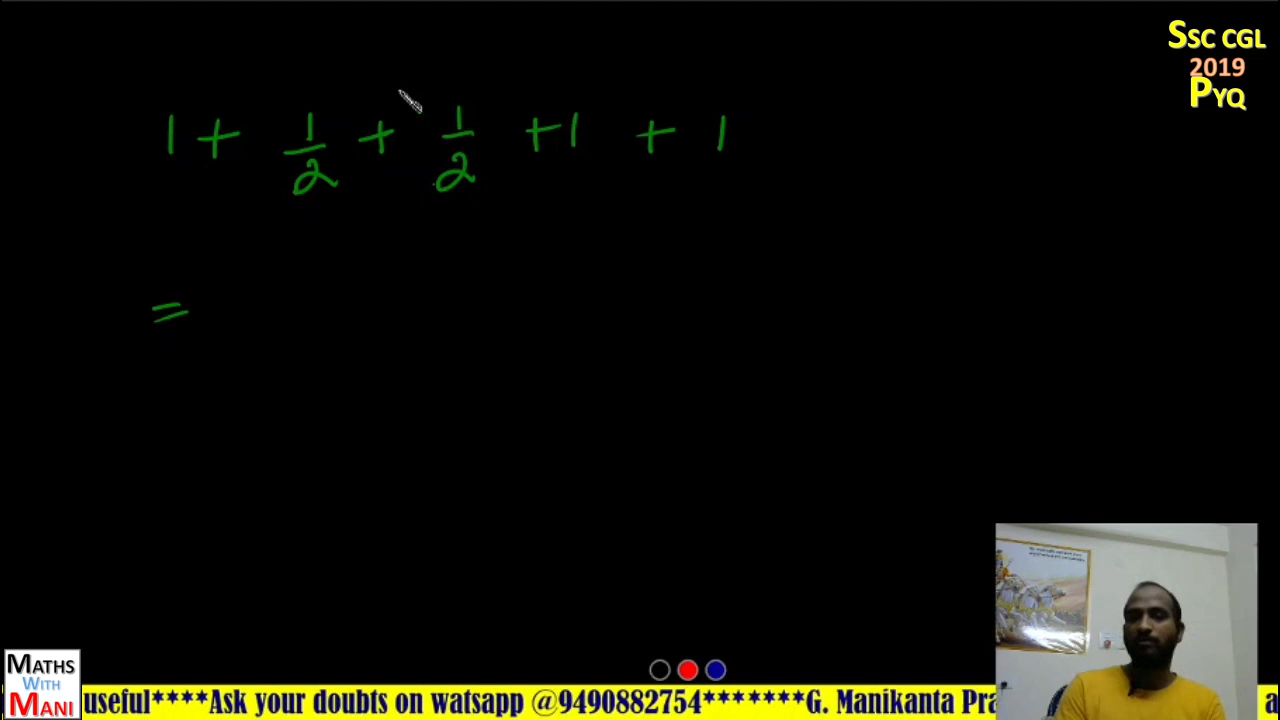 SSC CGL
2019
PYQ
1 + 1/2 + 1/2 + 1 + 1
=
MATHS
WITH
MANI
useful****Ask your doubts on watsapp @9490882754*******G. Manikanta Pra
a